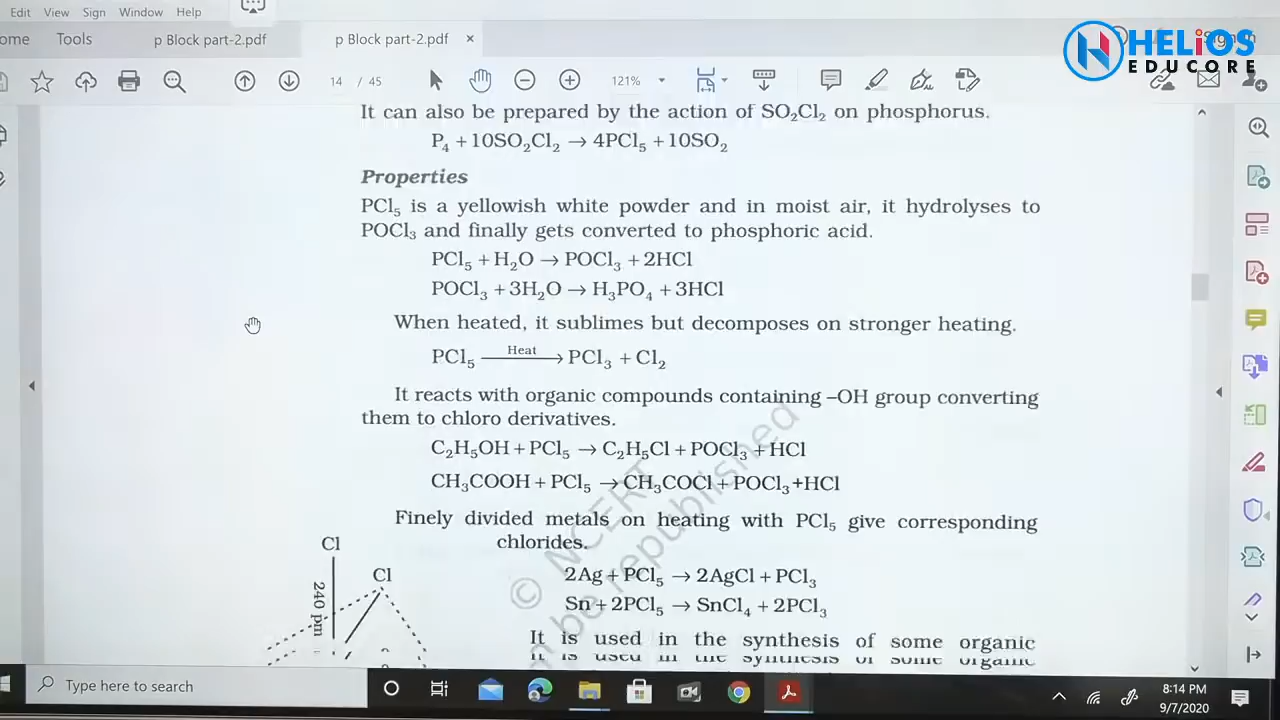 Edit View Sign Window Help
ome Tools p Block part-2.pdf p Block part-2.pdf ×
HELiOS
EDUCORE
14 / 45 121%
It can also be prepared by the action of SO₂Cl₂ on phosphorus.
P₄ + 10SO₂Cl₂ → 4PCl₅ + 10SO₂
Properties
PCl₅ is a yellowish white powder and in moist air, it hydrolyses to
POCl₃ and finally gets converted to phosphoric acid.
PCl₅ + H₂O → POCl₃ + 2HCl
POCl₃ + 3H₂O → H₃PO₄ + 3HCl
When heated, it sublimes but decomposes on stronger heating.
Heat
PCl₅ → PCl₃ + Cl₂
It reacts with organic compounds containing –OH group converting
them to chloro derivatives.
C₂H₅OH + PCl₅ → C₂H₅Cl + POCl₃ + HCl
CH₃COOH + PCl₅ → CH₃COCl + POCl₃+HCl
Finely divided metals on heating with PCl₅ give corresponding
chlorides.
2Ag + PCl₅ → 2AgCl + PCl₃
Sn + 2PCl₅ → SnCl₄ + 2PCl₃
It is used in the synthesis of some organic
Cl
Cl
240 pm
© NCERT
be republished
Type here to search
8:14 PM
9/7/2020